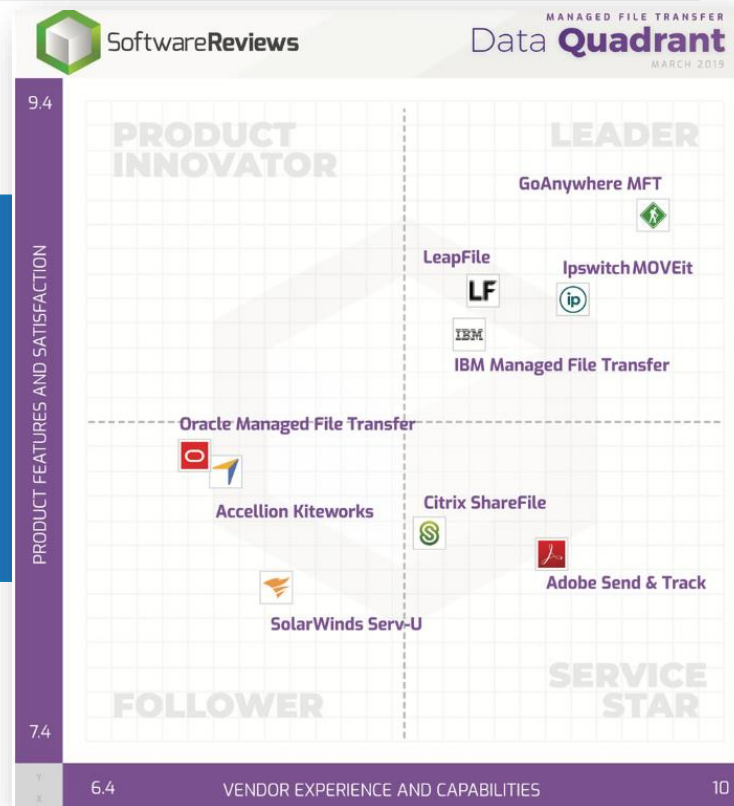 SoftwareReviews
MANAGED FILE TRANSFER
Data Quadrant
MARCH 2019
9.4
PRODUCT
INNOVATOR
LEADER
GoAnywhere MFT
LeapFile
Ipswitch MOVEit
LF
ip
IBM
IBM Managed File Transfer
PRODUCT FEATURES AND SATISFACTION
Oracle Managed File Transfer
Accellion Kiteworks
Citrix ShareFile
Adobe Send & Track
SolarWinds Serv-U
SERVICE
STAR
FOLLOWER
7.4
Y
X
6.4
VENDOR EXPERIENCE AND CAPABILITIES
10